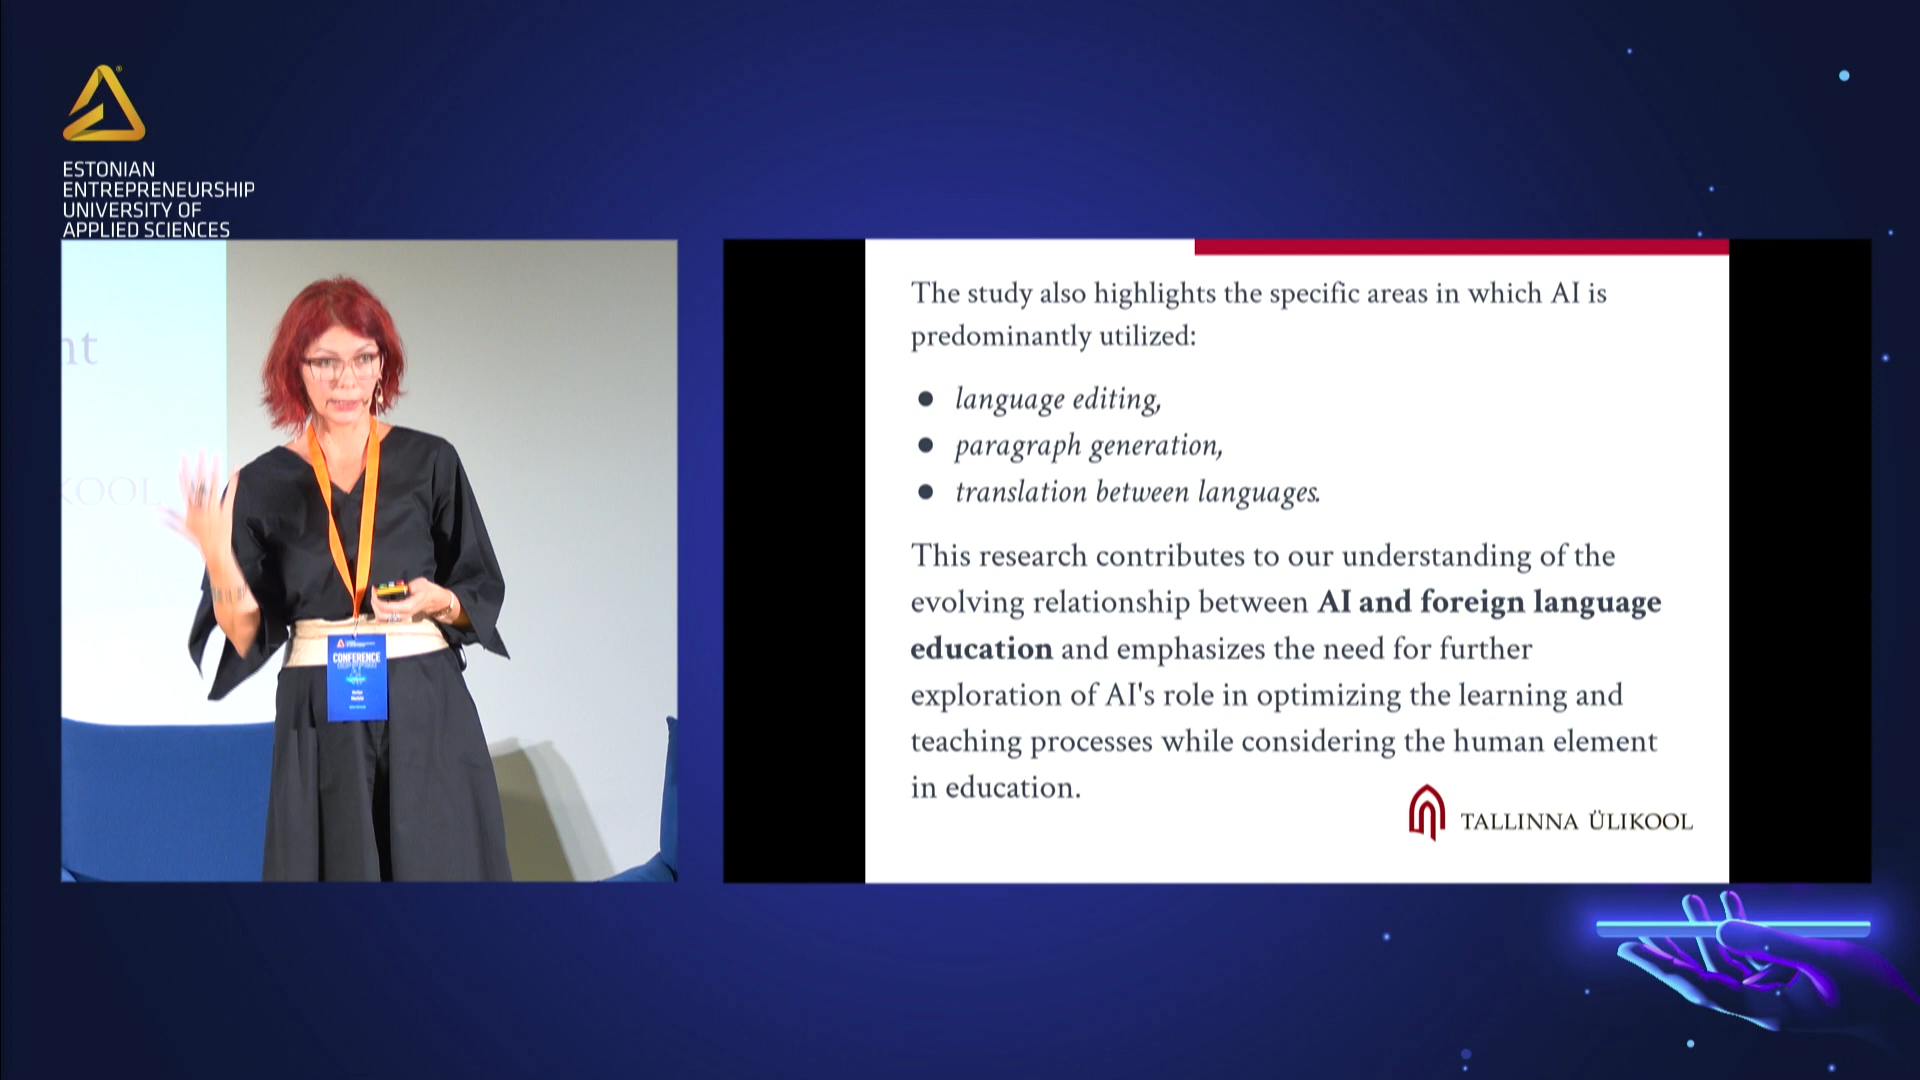 ESTONIAN
ENTREPRENEURSHIP
UNIVERSITY OF
APPLIED SCIENCES
nt
KOOL
CONFERENCE
The study also highlights the specific areas in which AI is
predominantly utilized:
● language editing,
● paragraph generation,
● translation between languages.
This research contributes to our understanding of the
evolving relationship between AI and foreign language
education and emphasizes the need for further
exploration of AI's role in optimizing the learning and
teaching processes while considering the human element
in education.
TALLINNA ÜLIKOOL